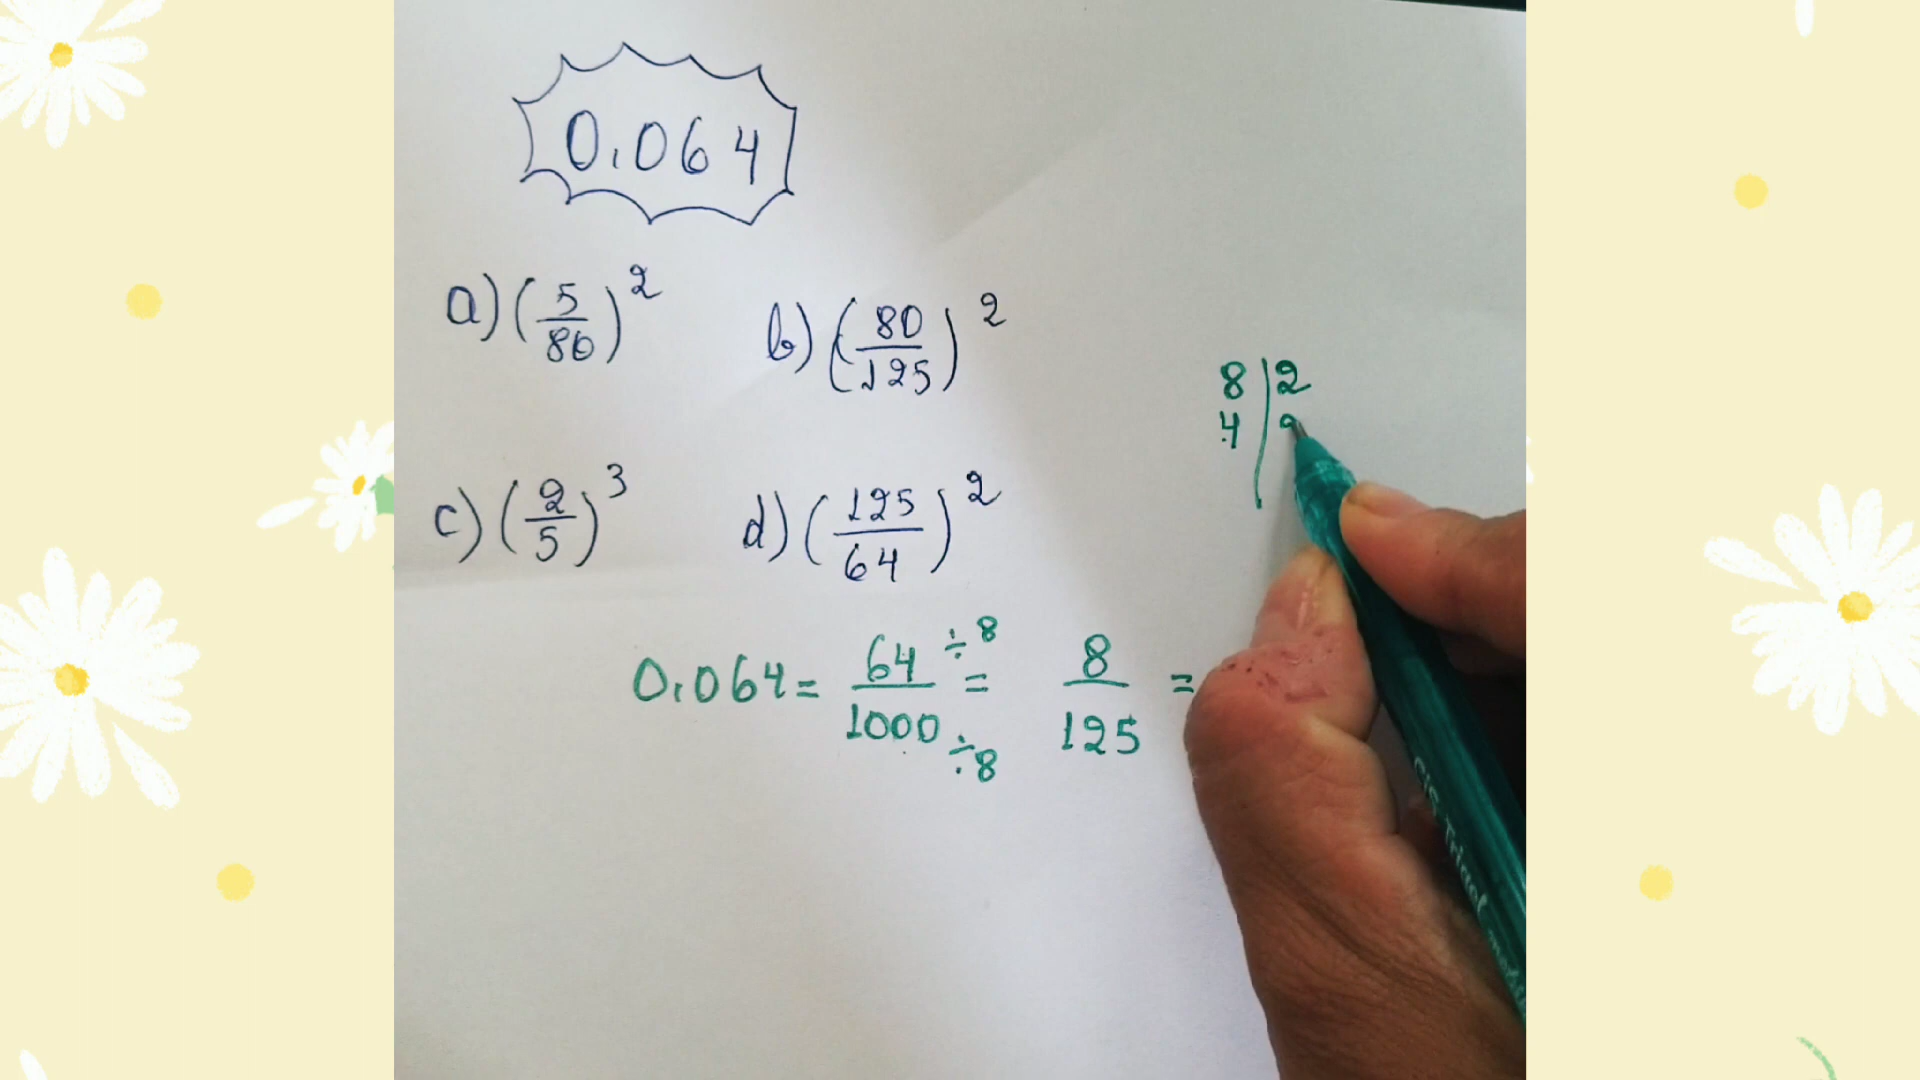 0,064
a) (5/80)^2
b) (80/125)^2
c) (2/5)^3
d) (125/64)^2
8 | 2
4 |
0,064 = 64/1000 ÷8 ÷8 = 8/125 =